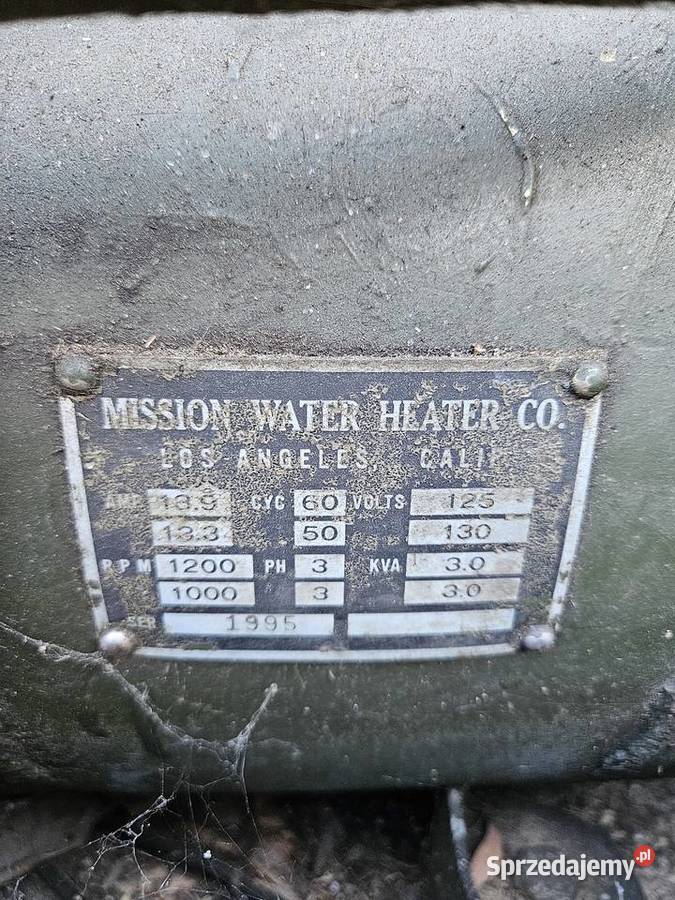 MISSION WATER HEATER CO.
LOS ANGELES, CALIF
AMP 13.9 CYC 60 VOLTS 125
13.3 50 130
RPM 1200 PH 3 KVA 3.0
1000 3 3.0
SER 1995
Sprzedajemy.pl